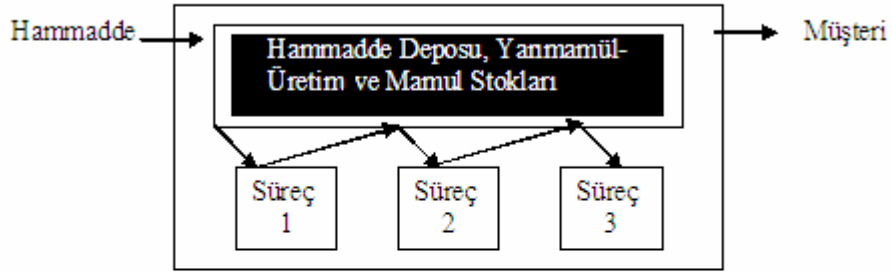 Hammadde
Müşteri
Hammadde Deposu, Yarımamül-
Üretim ve Mamul Stokları
Süreç
1
Süreç
2
Süreç
3